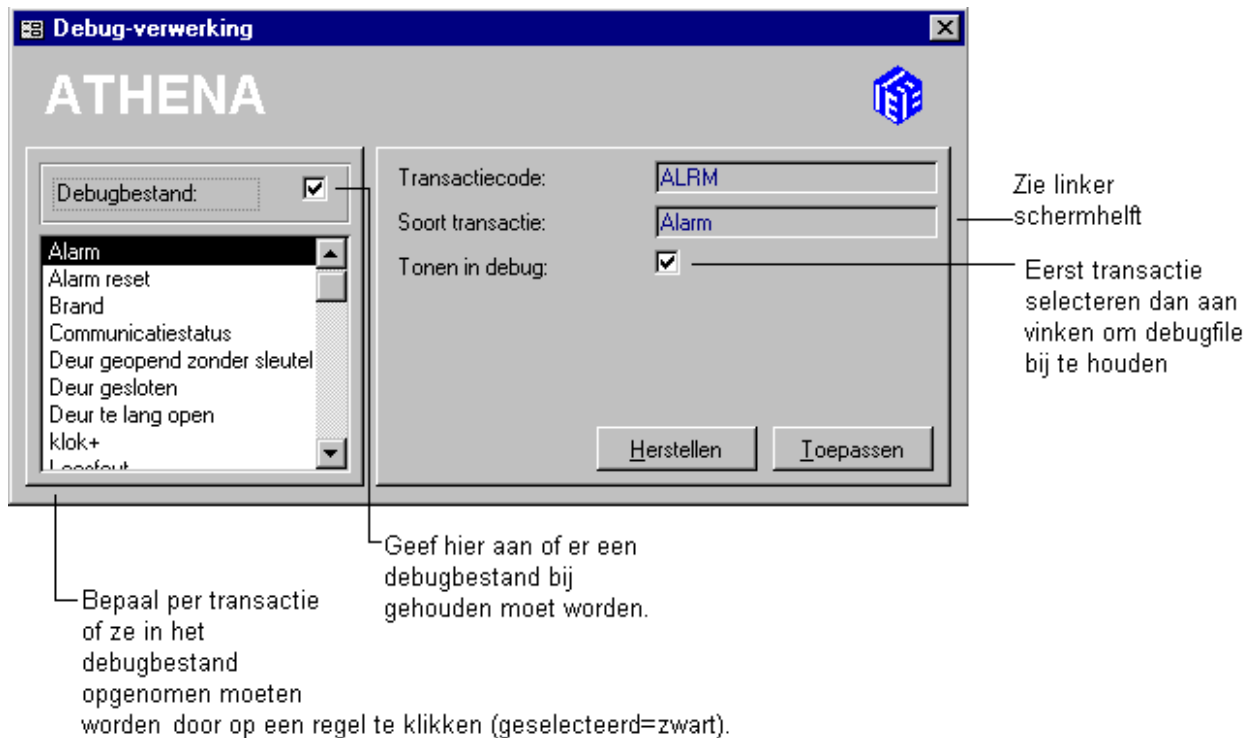 Debug-verwerking
ATHENA
Debugbestand:
Alarm
Alarm reset
Brand
Communicatiestatus
Deur geopend zonder sleutel
Deur gesloten
Deur te lang open
klok+
Transactiecode:
ALRM
Soort transactie:
Alarm
Tonen in debug:
Herstellen
Toepassen
Zie linker
schermhelft
Eerst transactie
selecteren dan aan
vinken om debugfile
bij te houden
Geef hier aan of er een
debugbestand bij
gehouden moet worden.
Bepaal per transactie
of ze in het
debugbestand
opgenomen moeten
worden door op een regel te klikken (geselecteerd=zwart).